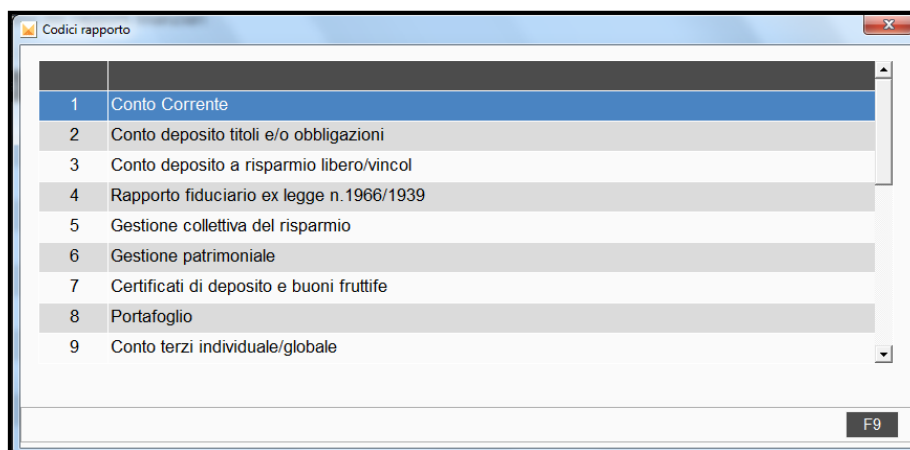 Codici rapporto
1 Conto Corrente
2 Conto deposito titoli e/o obbligazioni
3 Conto deposito a risparmio libero/vincol
4 Rapporto fiduciario ex legge n.1966/1939
5 Gestione collettiva del risparmio
6 Gestione patrimoniale
7 Certificati di deposito e buoni fruttife
8 Portafoglio
9 Conto terzi individuale/globale
F9